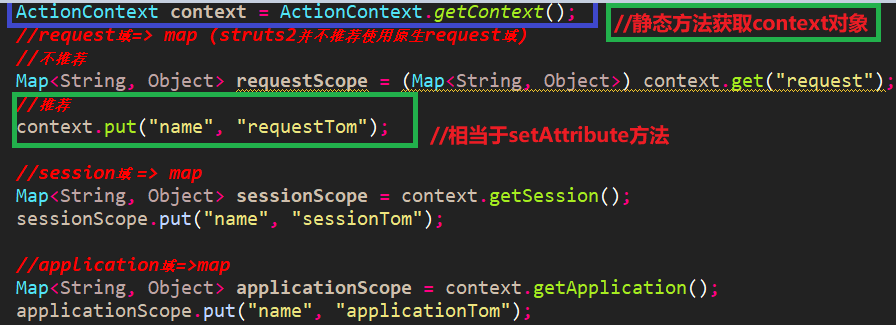 ActionContext context = ActionContext.getContext();
//静态方法获取context对象
//request域=> map (struts2并不推荐使用原生request域)
//不推荐
Map<String, Object> requestScope = (Map<String, Object>) context.get("request");
//推荐
context.put("name", "requestTom");
//相当于setAttribute方法
//session域 => map
Map<String, Object> sessionScope = context.getSession();
sessionScope.put("name", "sessionTom");
//application域=>map
Map<String, Object> applicationScope = context.getApplication();
applicationScope.put("name", "applicationTom");